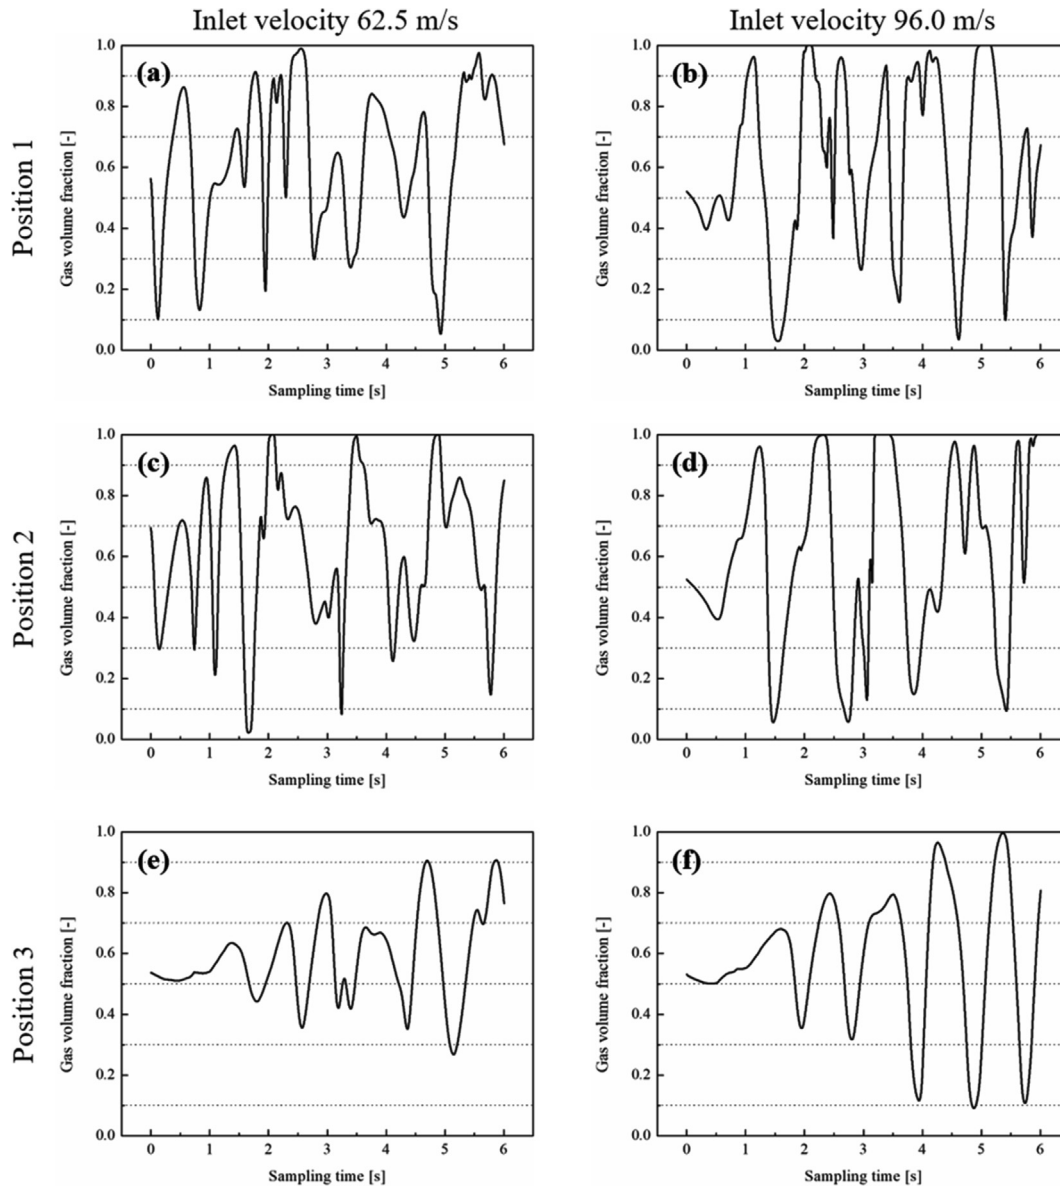 Inlet velocity 62.5 m/s
Inlet velocity 96.0 m/s
Position 1
(a)
Gas volume fraction [-]
1.0
0.8
0.6
0.4
0.2
0.0
0 1 2 3 4 5 6
Sampling time [s]
(b)
Gas volume fraction [-]
1.0
0.8
0.6
0.4
0.2
0.0
0 1 2 3 4 5 6
Sampling time [s]
Position 2
(c)
Gas volume fraction [-]
1.0
0.8
0.6
0.4
0.2
0.0
0 1 2 3 4 5 6
Sampling time [s]
(d)
Gas volume fraction [-]
1.0
0.8
0.6
0.4
0.2
0.0
0 1 2 3 4 5 6
Sampling time [s]
Position 3
(e)
Gas volume fraction [-]
1.0
0.8
0.6
0.4
0.2
0.0
0 1 2 3 4 5 6
Sampling time [s]
(f)
Gas volume fraction [-]
1.0
0.8
0.6
0.4
0.2
0.0
0 1 2 3 4 5 6
Sampling time [s]